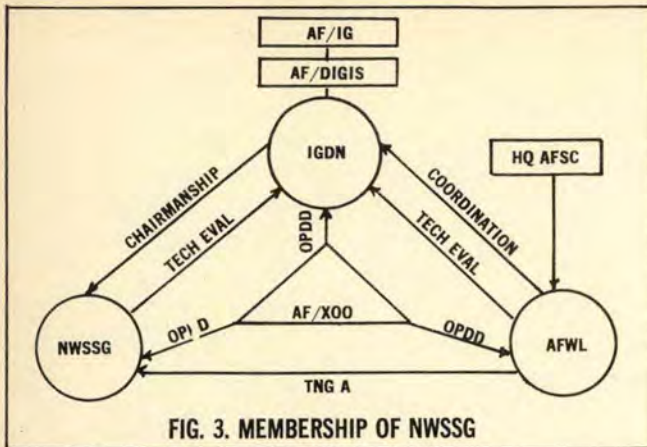 AF/IG
AF/DIGIS
IGDN
HQ AFSC
CHAIRMANSHIP
TECH EVAL
OPDD
COORDINATION
TECH EVAL
AF/XOO
OP) D
OPDD
NWSSG
AFWL
TNG A
FIG. 3. MEMBERSHIP OF NWSSG